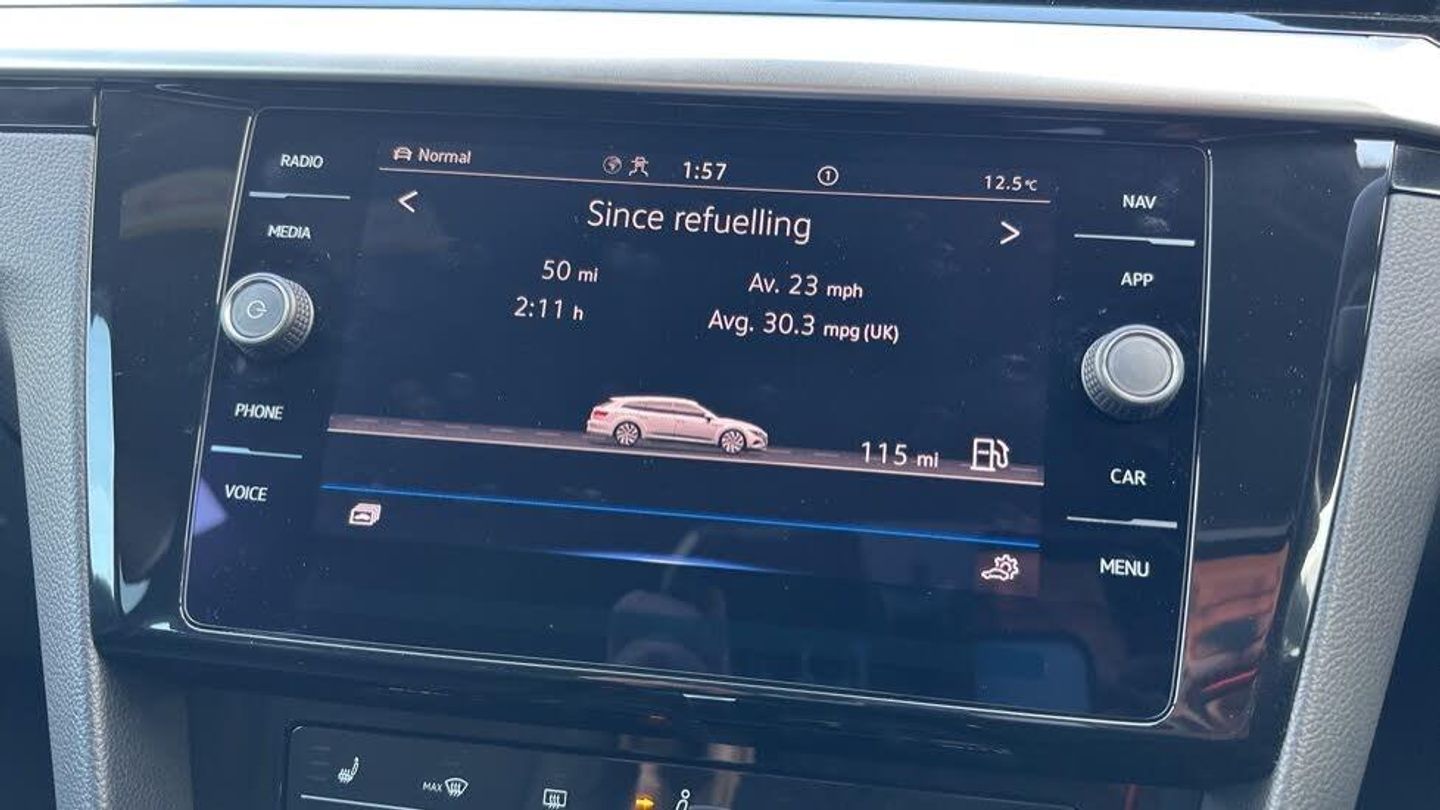 RADIO
MEDIA
PHONE
VOICE
Normal
1:57
1
12.5°C
<
Since refuelling
>
50 mi
2:11 h
Av. 23 mph
Avg. 30.3 mpg (UK)
115 mi
NAV
APP
CAR
MENU
MAX